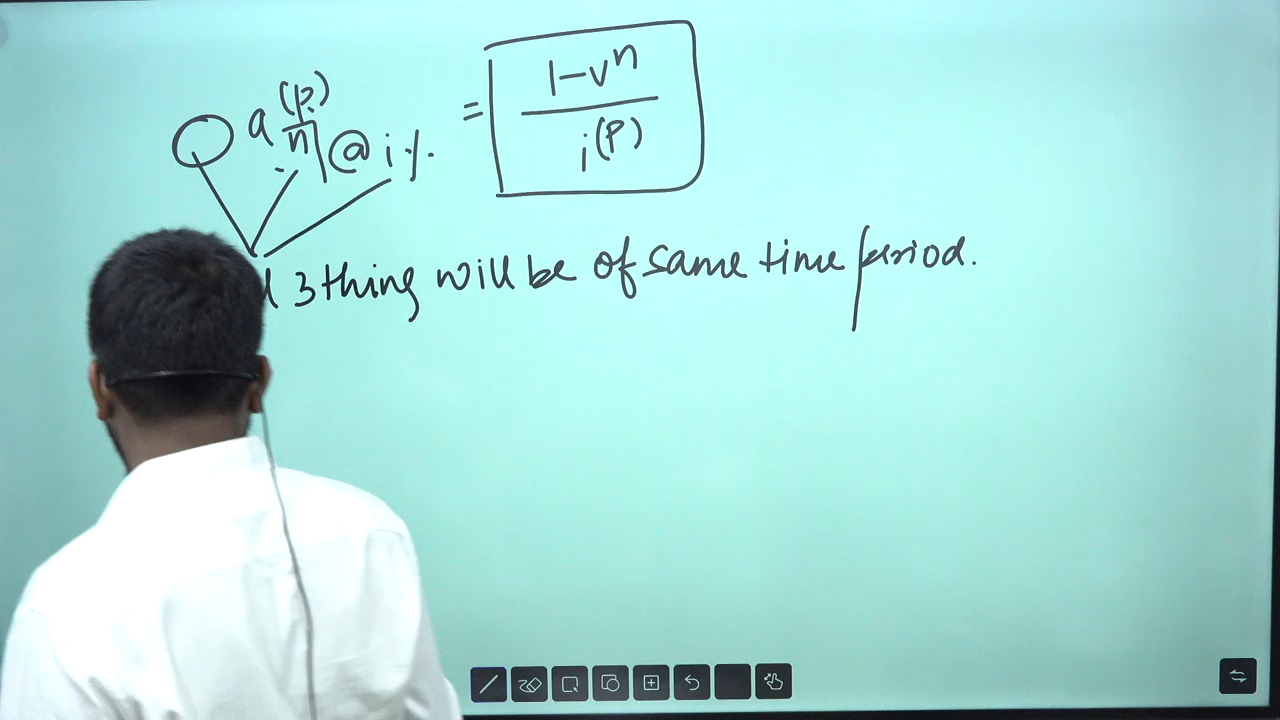 a (p) n @ i % = 1-vⁿ / i^(p)
3 thing will be of same time period.